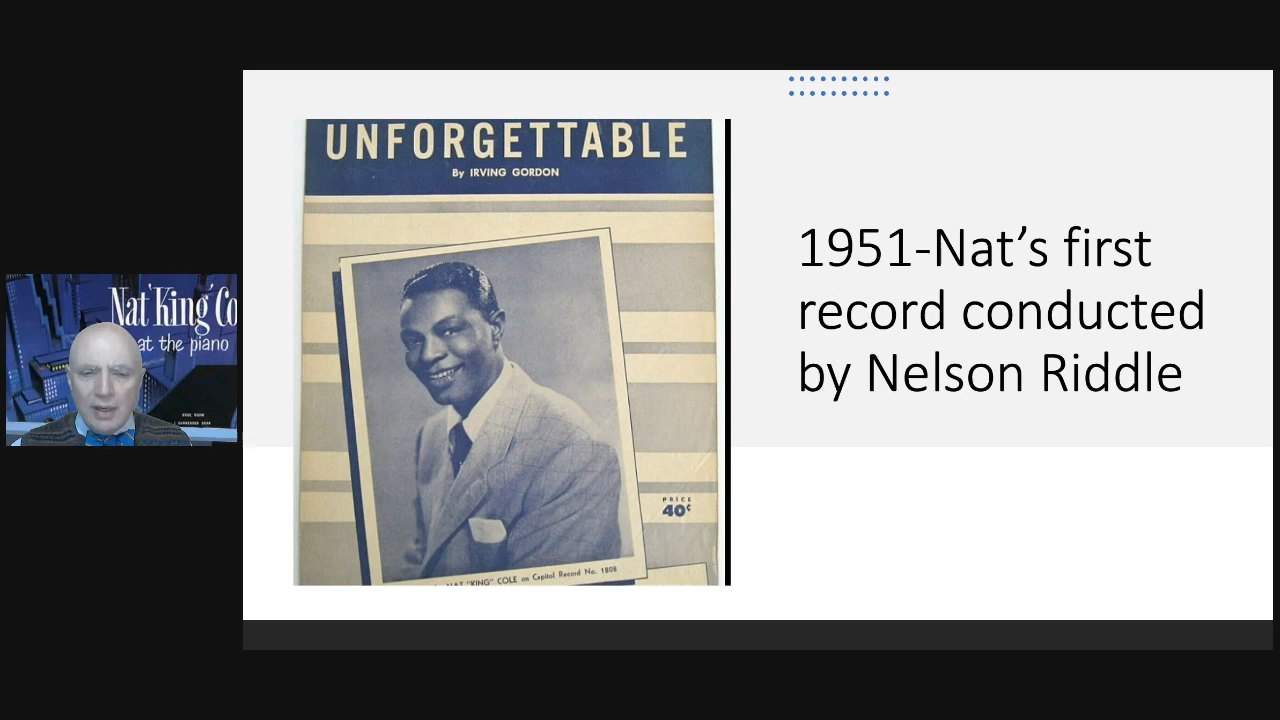 UNFORGETTABLE
By IRVING GORDON
PRICE
40¢
NAT "KING" COLE on Capitol Record No. 1808
1951-Nat’s first
record conducted
by Nelson Riddle
Nat 'King' Co
at the piano